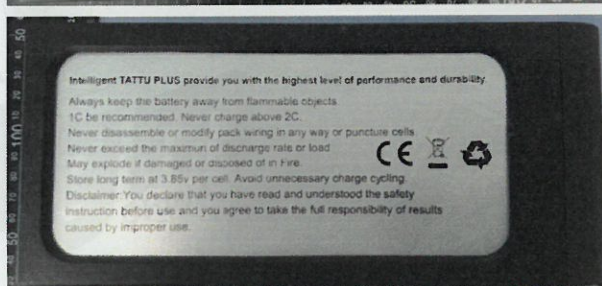 Intelligent TATTU PLUS provide you with the highest level of performance and durability.
Always keep the battery away from flammable objects.
1C be recommended. Never charge above 2C.
Never disassemble or modify pack wiring in any way or puncture cells.
Never exceed the maximun of discharge rate or load
May explode if damaged or disposed of in Fire.
Store long term at 3.85v per cell. Avoid unnecessary charge cycling.
Disclaimer:You declare that you have read and understood the safety
instruction before use and you agree to take the full responsibility of results
caused by improper use.
CE